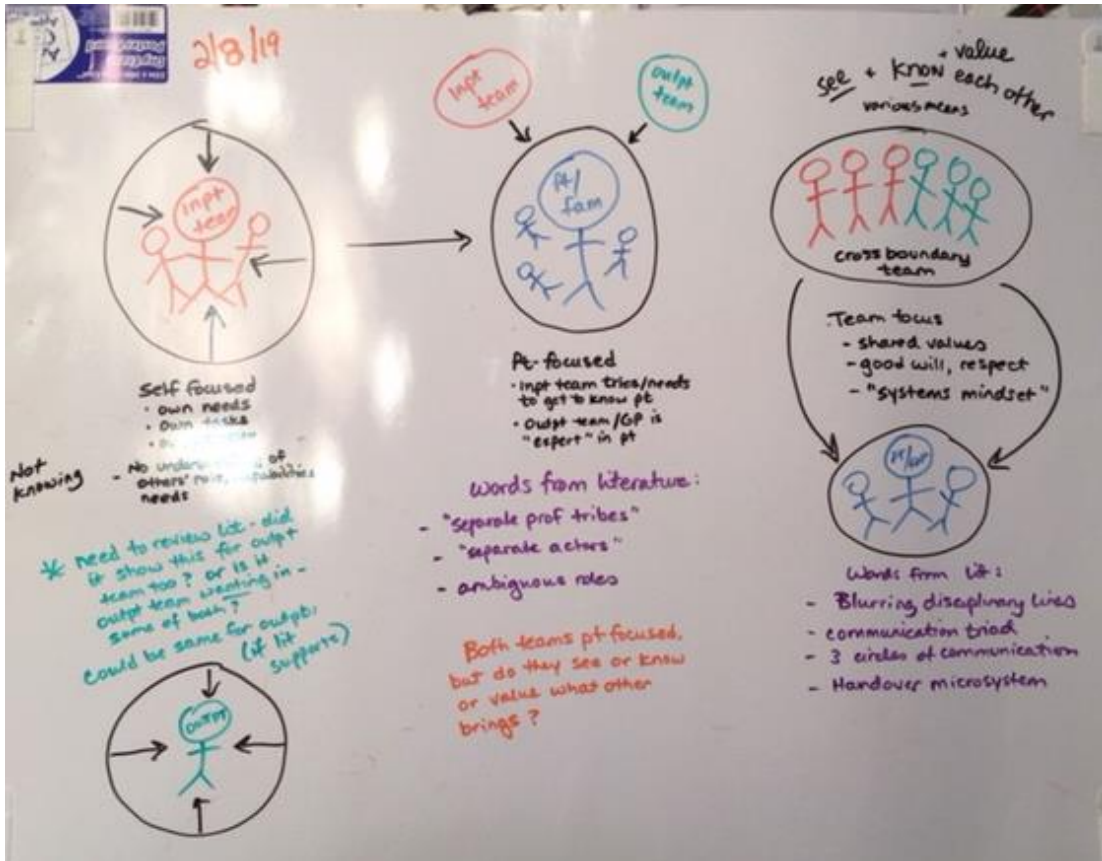 2/8/19
Inpt
team
Self focused
• own needs
• Own tasks
Not
Knowing
- No of
others' role, capabilities
needs
* need to review lit - did
it show this for outpt
team too? or is it
outpt team wanting in -
some of both?
Could be same for outpt,
(if lit
supports)
outpt
Inpt
team
outpt
team
Pt/
fam
Pt-focused
• Inpt team tries/needs
to get to know pt
• Outpt team/GP is
"expert" in pt
Words from literature:
- "separate prof tribes"
- "separate actors"
- ambiguous roles
Both teams pt focused,
but do they see or know
or value what other
brings?
+ value
see + know each other
various means
cross boundary
team
Team focus
- shared values
- good will, respect
- "systems mindset"
Words from lit:
- Blurring disciplinary lines
- communication triad
- 3 circles of communication
- Handover microsystem